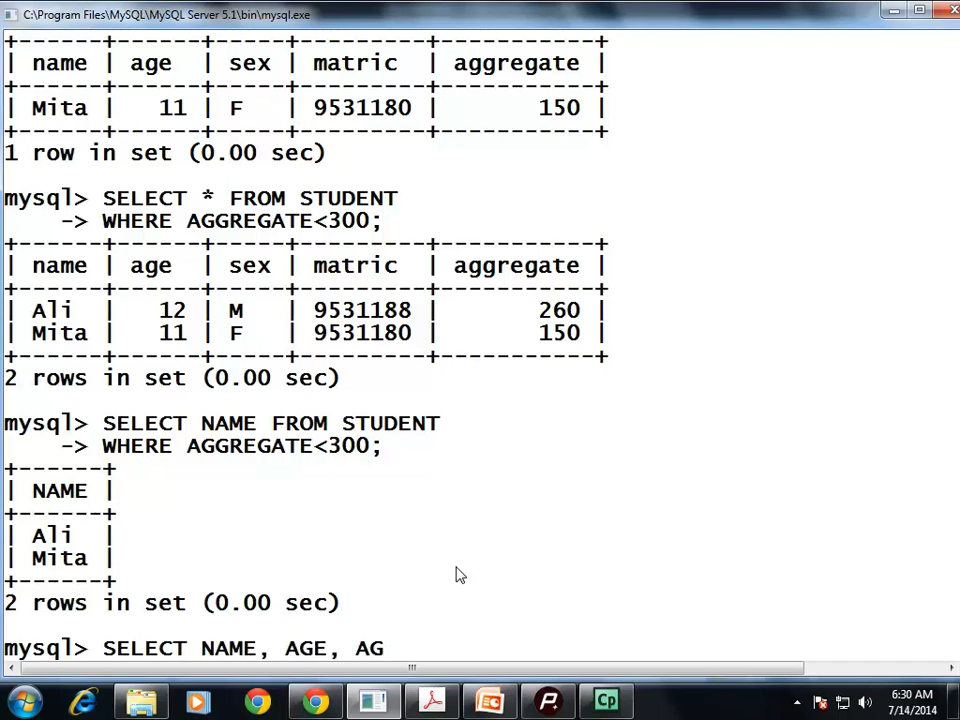 C:\Program Files\MySQL\MySQL Server 5.1\bin\mysql.exe
+------+------+------+---------+-----------+
| name | age  | sex  | matric  | aggregate |
+------+------+------+---------+-----------+
| Mita |   11 | F    | 9531180 |       150 |
+------+------+------+---------+-----------+
1 row in set (0.00 sec)
mysql> SELECT * FROM STUDENT
    -> WHERE AGGREGATE<300;
+------+------+------+---------+-----------+
| name | age  | sex  | matric  | aggregate |
+------+------+------+---------+-----------+
| Ali  |   12 | M    | 9531188 |       260 |
| Mita |   11 | F    | 9531180 |       150 |
+------+------+------+---------+-----------+
2 rows in set (0.00 sec)
mysql> SELECT NAME FROM STUDENT
    -> WHERE AGGREGATE<300;
+------+
| NAME |
+------+
| Ali  |
| Mita |
+------+
2 rows in set (0.00 sec)
mysql> SELECT NAME, AGE, AG
P. Cp
6:30 AM
7/14/2014